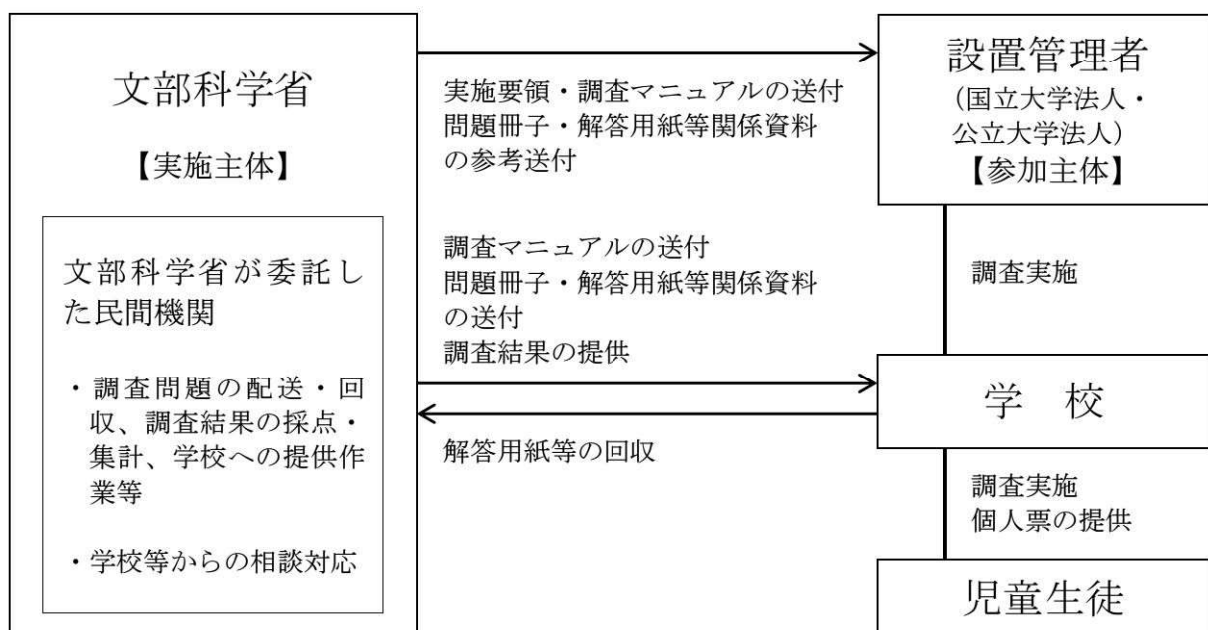 文部科学省
【実施主体】
文部科学省が委託し
た民間機関
・調査問題の配送・回
収、調査結果の採点・
集計、学校への提供作
業等
・学校等からの相談対応
実施要領・調査マニュアルの送付
問題冊子・解答用紙等関係資料
の参考送付
調査マニュアルの送付
問題冊子・解答用紙等関係資料
の送付
調査結果の提供
解答用紙等の回収
設置管理者
(国立大学法人・
公立大学法人)
【参加主体】
調査実施
学 校
調査実施
個人票の提供
児童生徒